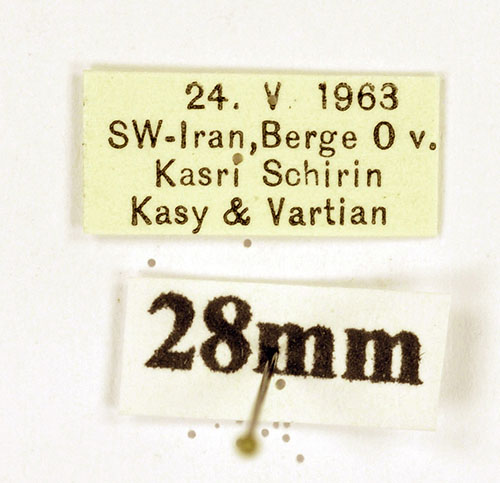 24. V 1963
SW-Iran, Berge O v.
Kasri Schirin
Kasy & Vartian
28mm